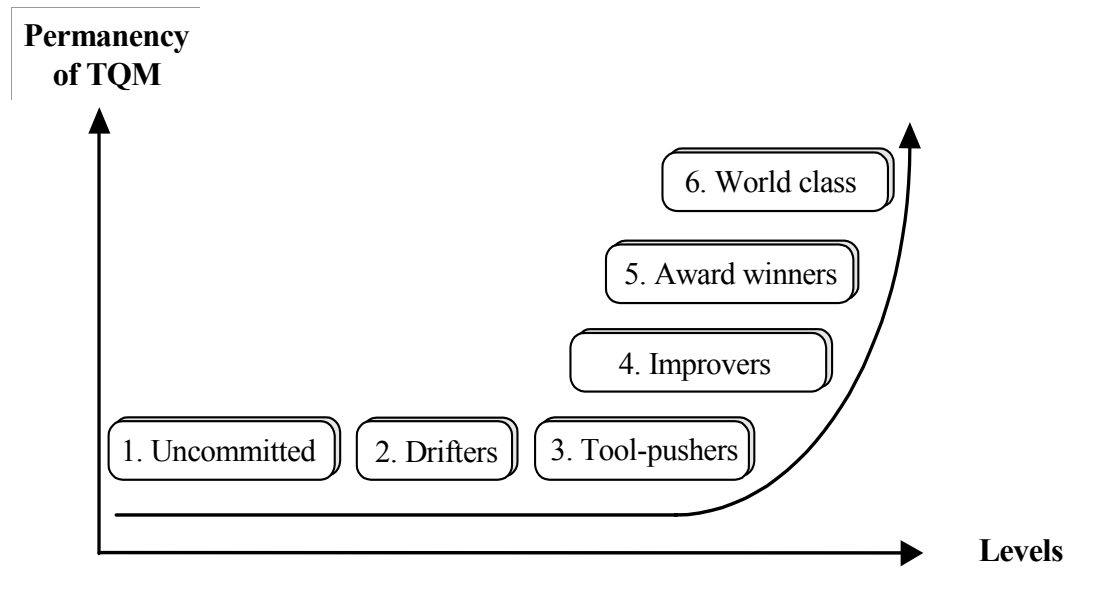 Permanency
of TQM
6. World class
5. Award winners
4. Improvers
1. Uncommitted
2. Drifters
3. Tool-pushers
Levels